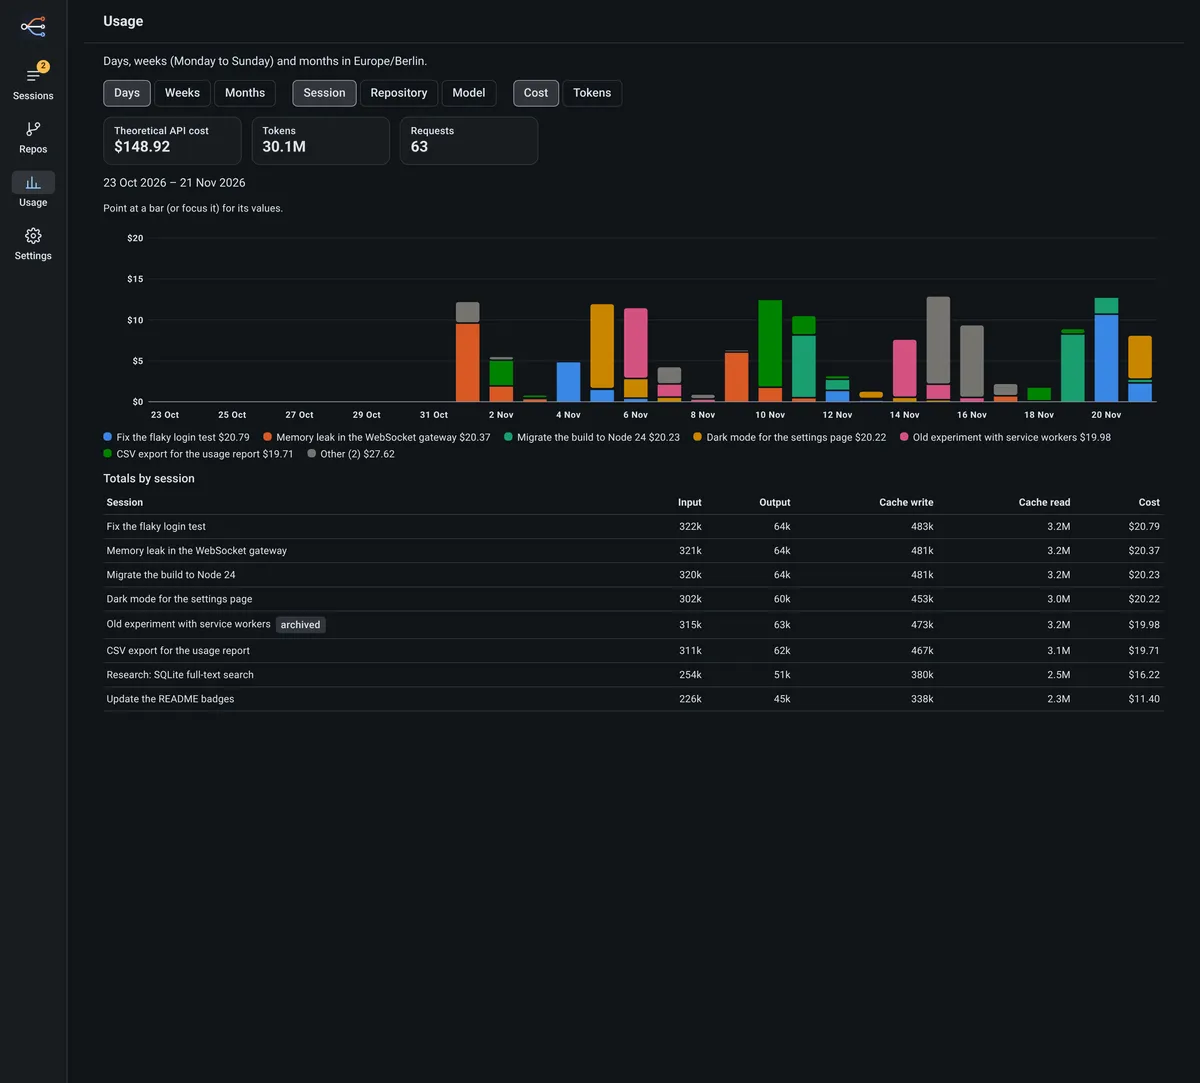 Usage
2
Sessions
Repos
Usage
Settings
Days, weeks (Monday to Sunday) and months in Europe/Berlin.
Days Weeks Months Session Repository Model Cost Tokens
Theoretical API cost
$148.92
Tokens
30.1M
Requests
63
23 Oct 2026 – 21 Nov 2026
Point at a bar (or focus it) for its values.
$20
$15
$10
$5
$0
23 Oct 25 Oct 27 Oct 29 Oct 31 Oct 2 Nov 4 Nov 6 Nov 8 Nov 10 Nov 12 Nov 14 Nov 16 Nov 18 Nov 20 Nov
Fix the flaky login test $20.79 Memory leak in the WebSocket gateway $20.37 Migrate the build to Node 24 $20.23 Dark mode for the settings page $20.22 Old experiment with service workers $19.98
CSV export for the usage report $19.71 Other (2) $27.62
Totals by session
Session Input Output Cache write Cache read Cost
Fix the flaky login test 322k 64k 483k 3.2M $20.79
Memory leak in the WebSocket gateway 321k 64k 481k 3.2M $20.37
Migrate the build to Node 24 320k 64k 481k 3.2M $20.23
Dark mode for the settings page 302k 60k 453k 3.0M $20.22
Old experiment with service workers archived 315k 63k 473k 3.2M $19.98
CSV export for the usage report 311k 62k 467k 3.1M $19.71
Research: SQLite full-text search 254k 51k 380k 2.5M $16.22
Update the README badges 226k 45k 338k 2.3M $11.40